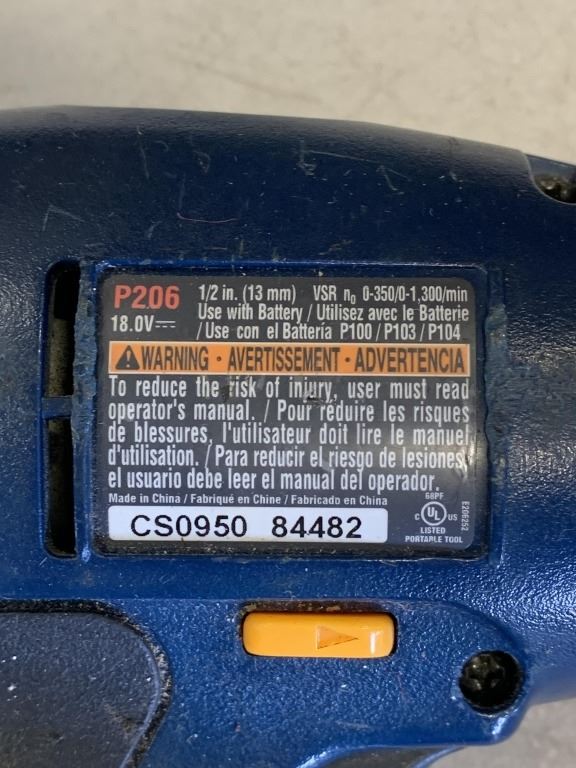 P206 1/2 in. (13 mm) VSR n₀ 0-350/0-1,300/min
18.0V⎓ Use with Battery / Utilisez avec le Batterie
/ Use con el Batteria P100 / P103 / P104
WARNING · AVERTISSEMENT · ADVERTENCIA
To reduce the risk of injury, user must read
operator's manual. / Pour réduire les risques
de blessures, l'utilisateur doit lire le manuel
d'utilisation. / Para reducir el riesgo de lesiones,
el usuario debe leer el manual del operador.
Made in China / Fabriqué en Chine / Fabricado en China
CS0950 84482
68PF
C UL US
LISTED
PORTABLE TOOL
E206252